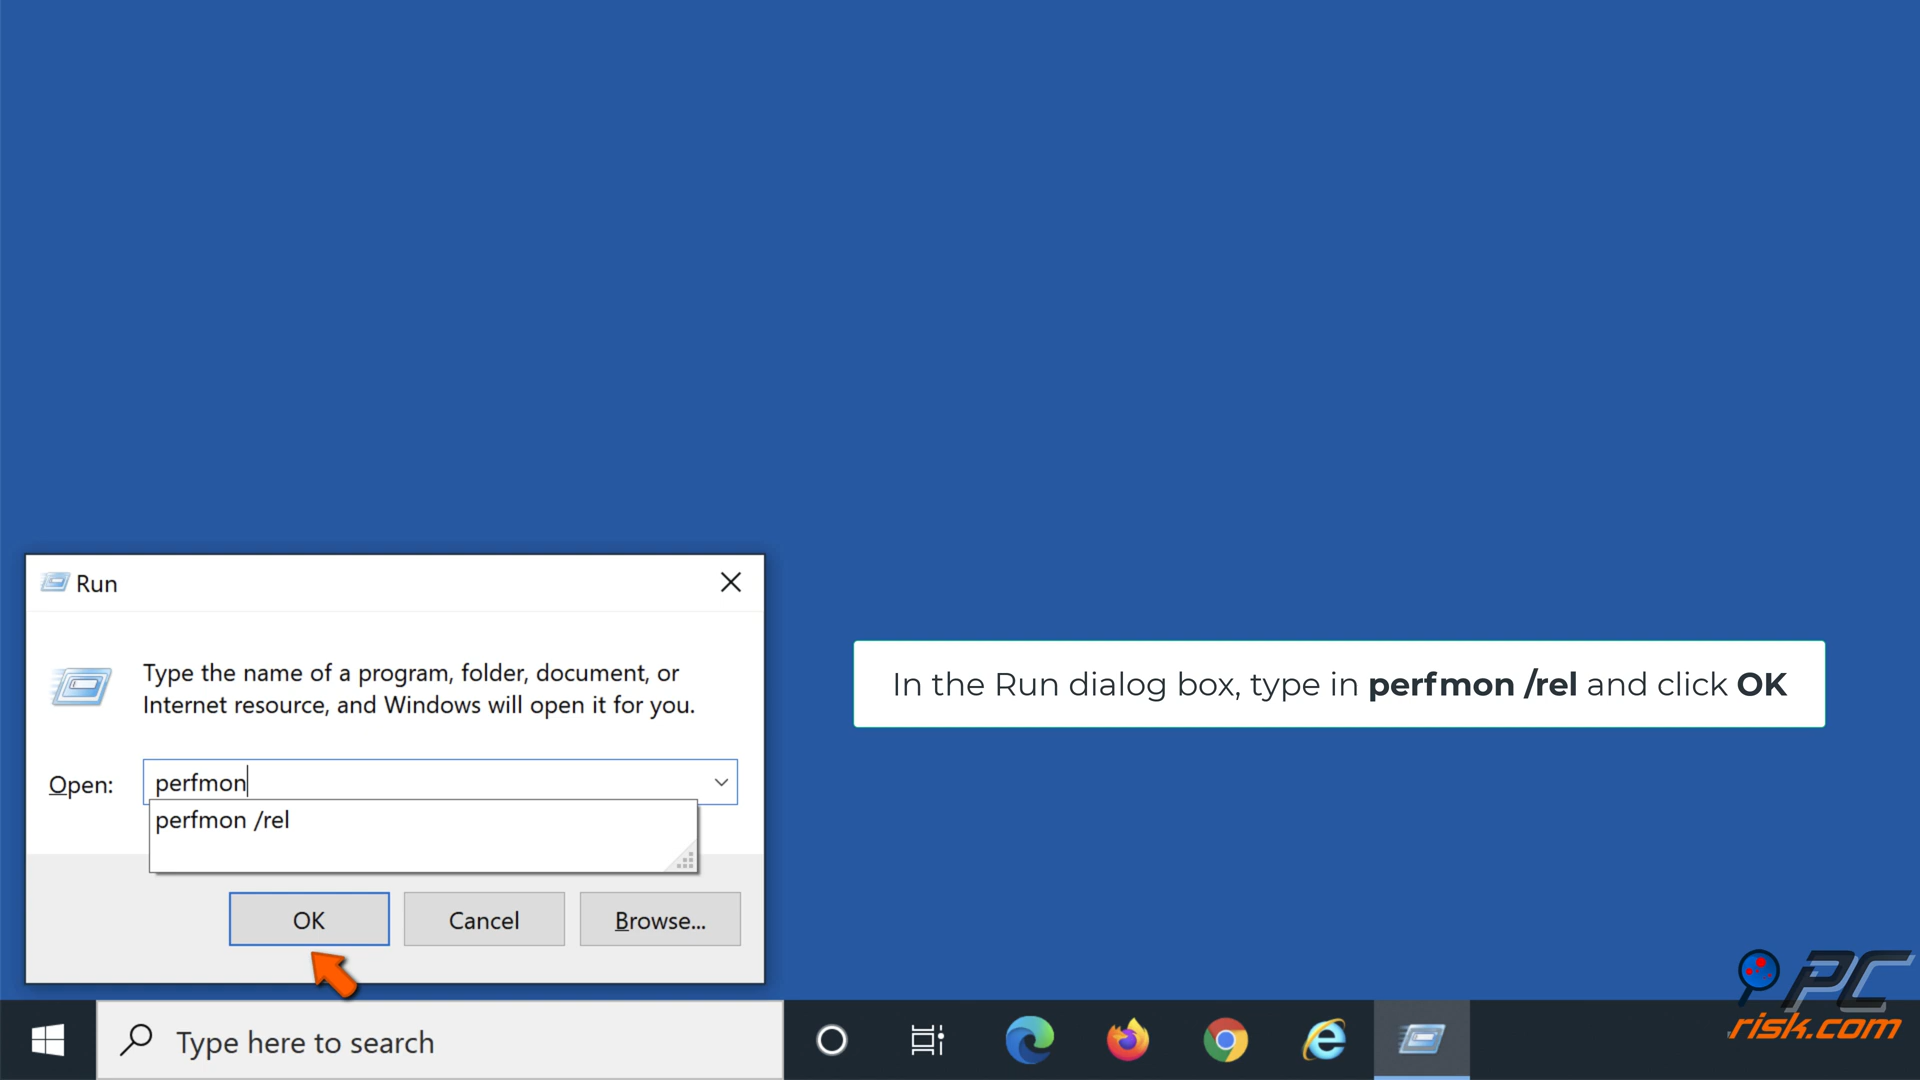 Run
Type the name of a program, folder, document, or
Internet resource, and Windows will open it for you.
Open:
perfmon
perfmon /rel
OK
Cancel
Browse...
In the Run dialog box, type in perfmon /rel and click OK
Type here to search
PC
risk.com